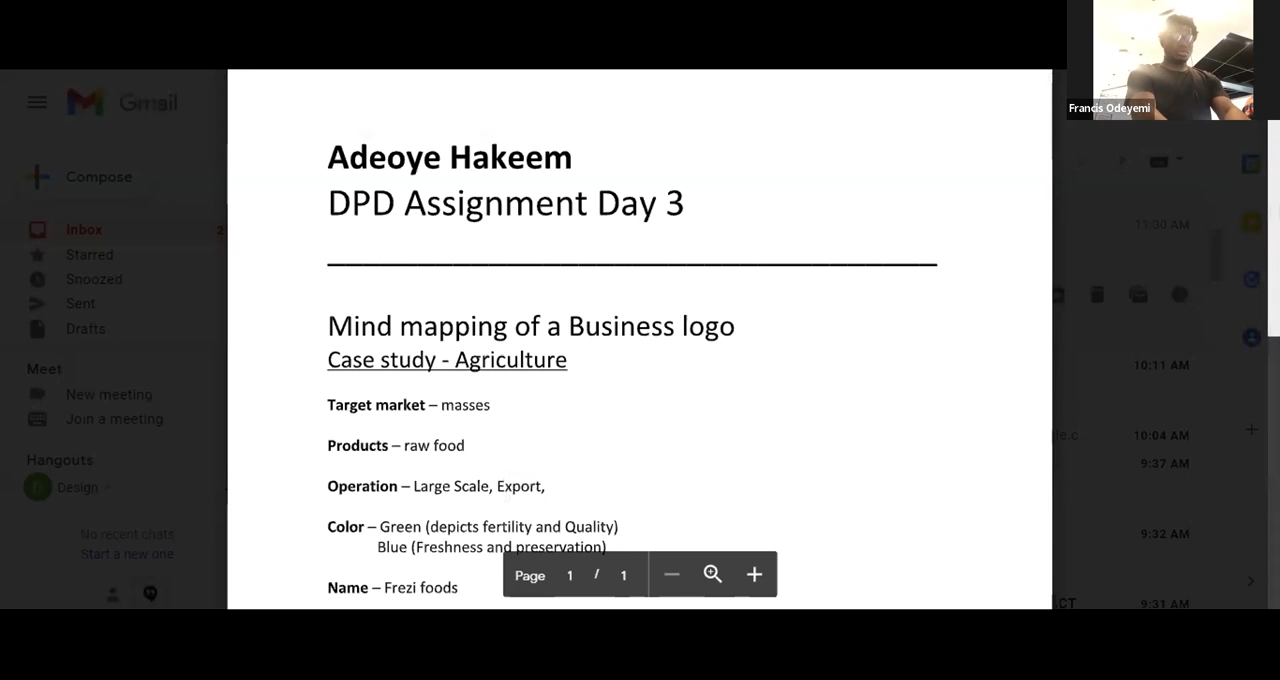 Francis Odeyemi
Gmail
Compose
Inbox 2
Starred
Snoozed
Sent
Drafts
Meet
New meeting
Join a meeting
Hangouts
Design
No recent chats
Start a new one
Adeoye Hakeem
DPD Assignment Day 3
Mind mapping of a Business logo
Case study - Agriculture
Target market – masses
Products – raw food
Operation – Large Scale, Export,
Color – Green (depicts fertility and Quality)
Blue (Freshness and preservation)
Name – Frezi foods
Page 1 / 1
11:30 AM
10:11 AM
10:04 AM
9:37 AM
9:32 AM
9:31 AM